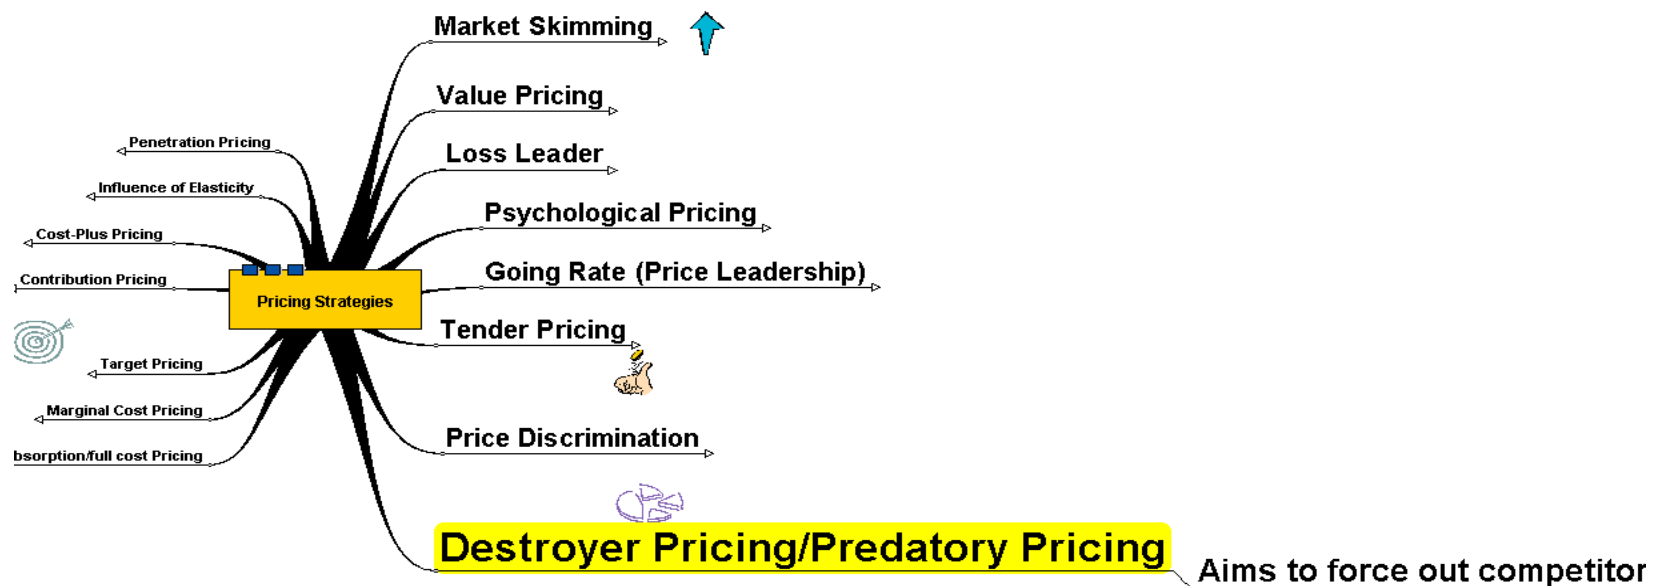 Market Skimming
Value Pricing
Penetration Pricing
Loss Leader
Influence of Elasticity
Psychological Pricing
Cost-Plus Pricing
Going Rate (Price Leadership)
Contribution Pricing
Pricing Strategies
Tender Pricing
Target Pricing
Marginal Cost Pricing
Price Discrimination
bsorption/full cost Pricing
Destroyer Pricing/Predatory Pricing
Aims to force out competitor